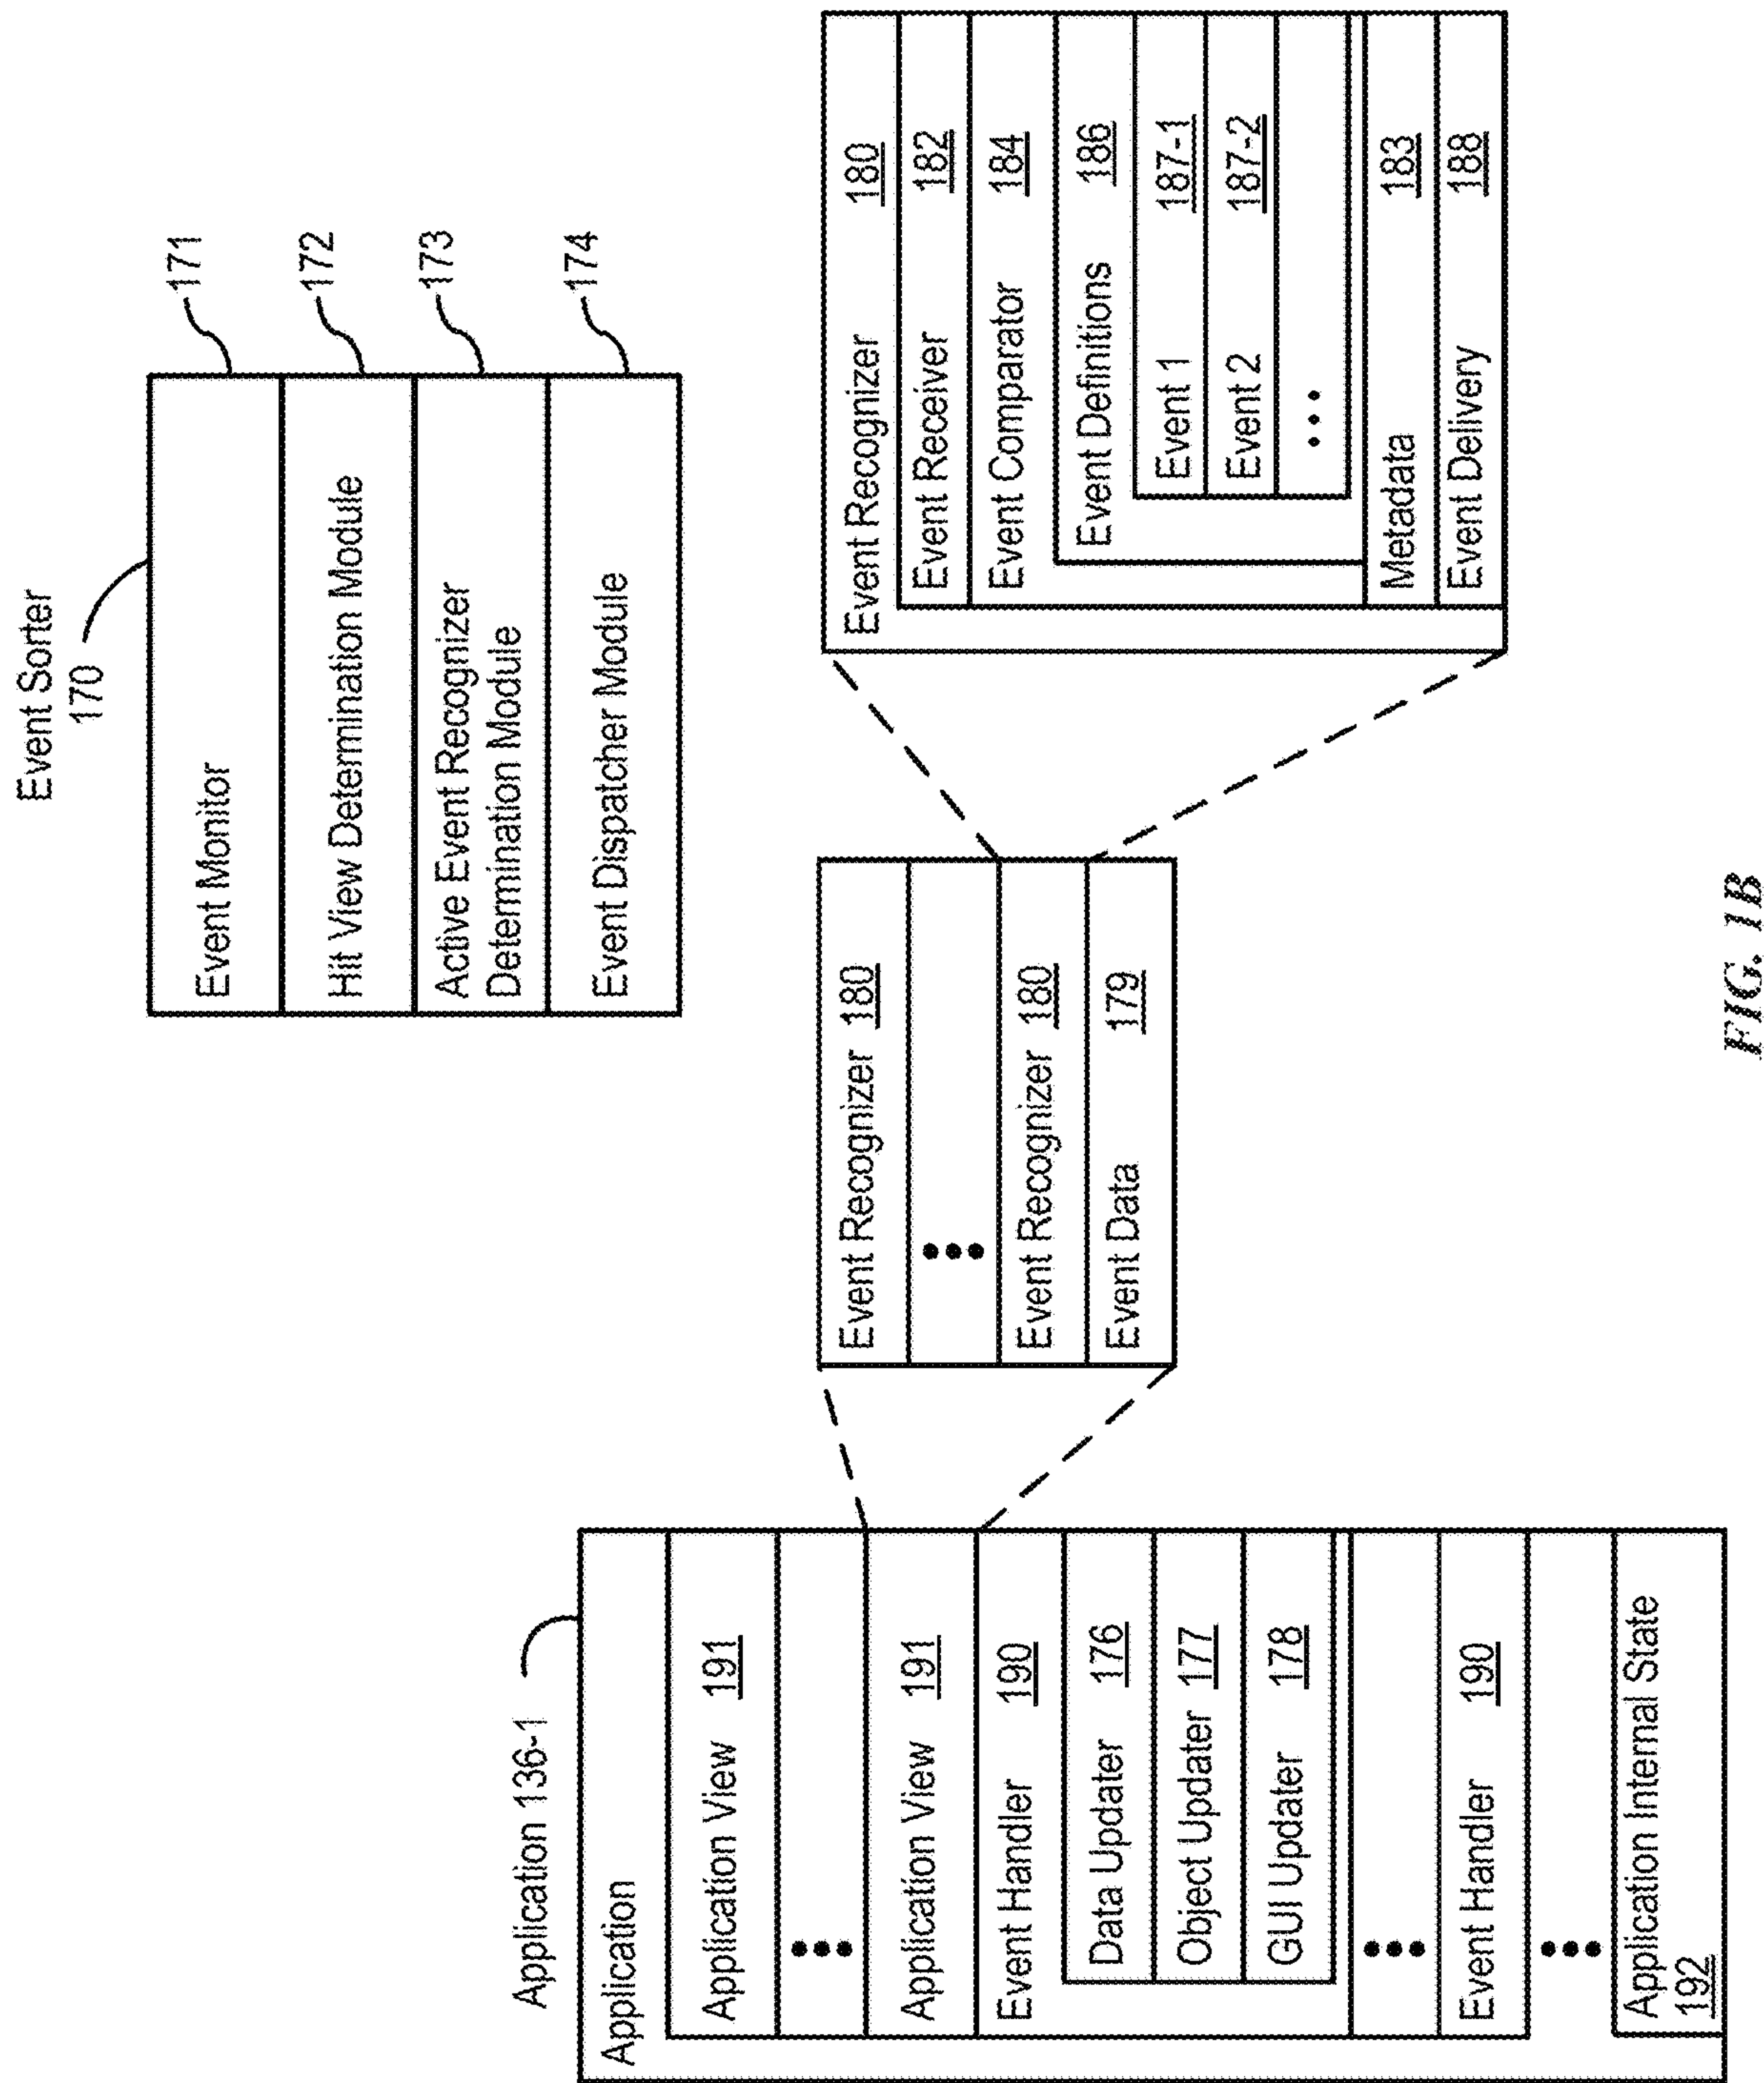 Event Sorter
170
Event Monitor
171
Hit View Determination Module
172
Active Event Recognizer
Determination Module
173
Event Dispatcher Module
174
Application 136-1
Application
Application View 191
•••
Application View 191
Event Handler 190
Data Updater 176
Object Updater 177
GUI Updater 178
•••
Event Handler 190
•••
Application Internal State
192
Event Recognizer 180
•••
Event Recognizer 180
Event Data 179
Event Recognizer 180
Event Receiver 182
Event Comparator 184
Event Definitions 186
Event 1 187-1
Event 2 187-2
•••
Metadata 183
Event Delivery 188
FIG. 1B